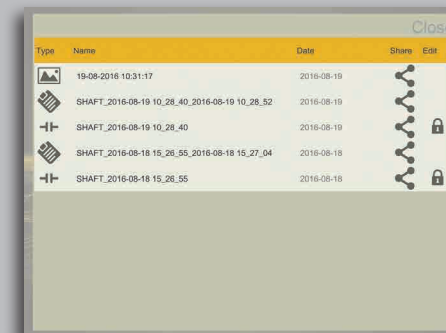 Close
Type Name Date Share Edit
19-08-2016 10:31:17 2016-08-19
SHAFT_2016-08-19 10_28_40_2016-08-19 10_28_52 2016-08-19
SHAFT_2016-08-19 10_28_40 2016-08-19
SHAFT_2016-08-18 15_26_55_2016-08-18 15_27_04 2016-08-18
SHAFT_2016-08-18 15_26_55 2016-08-18